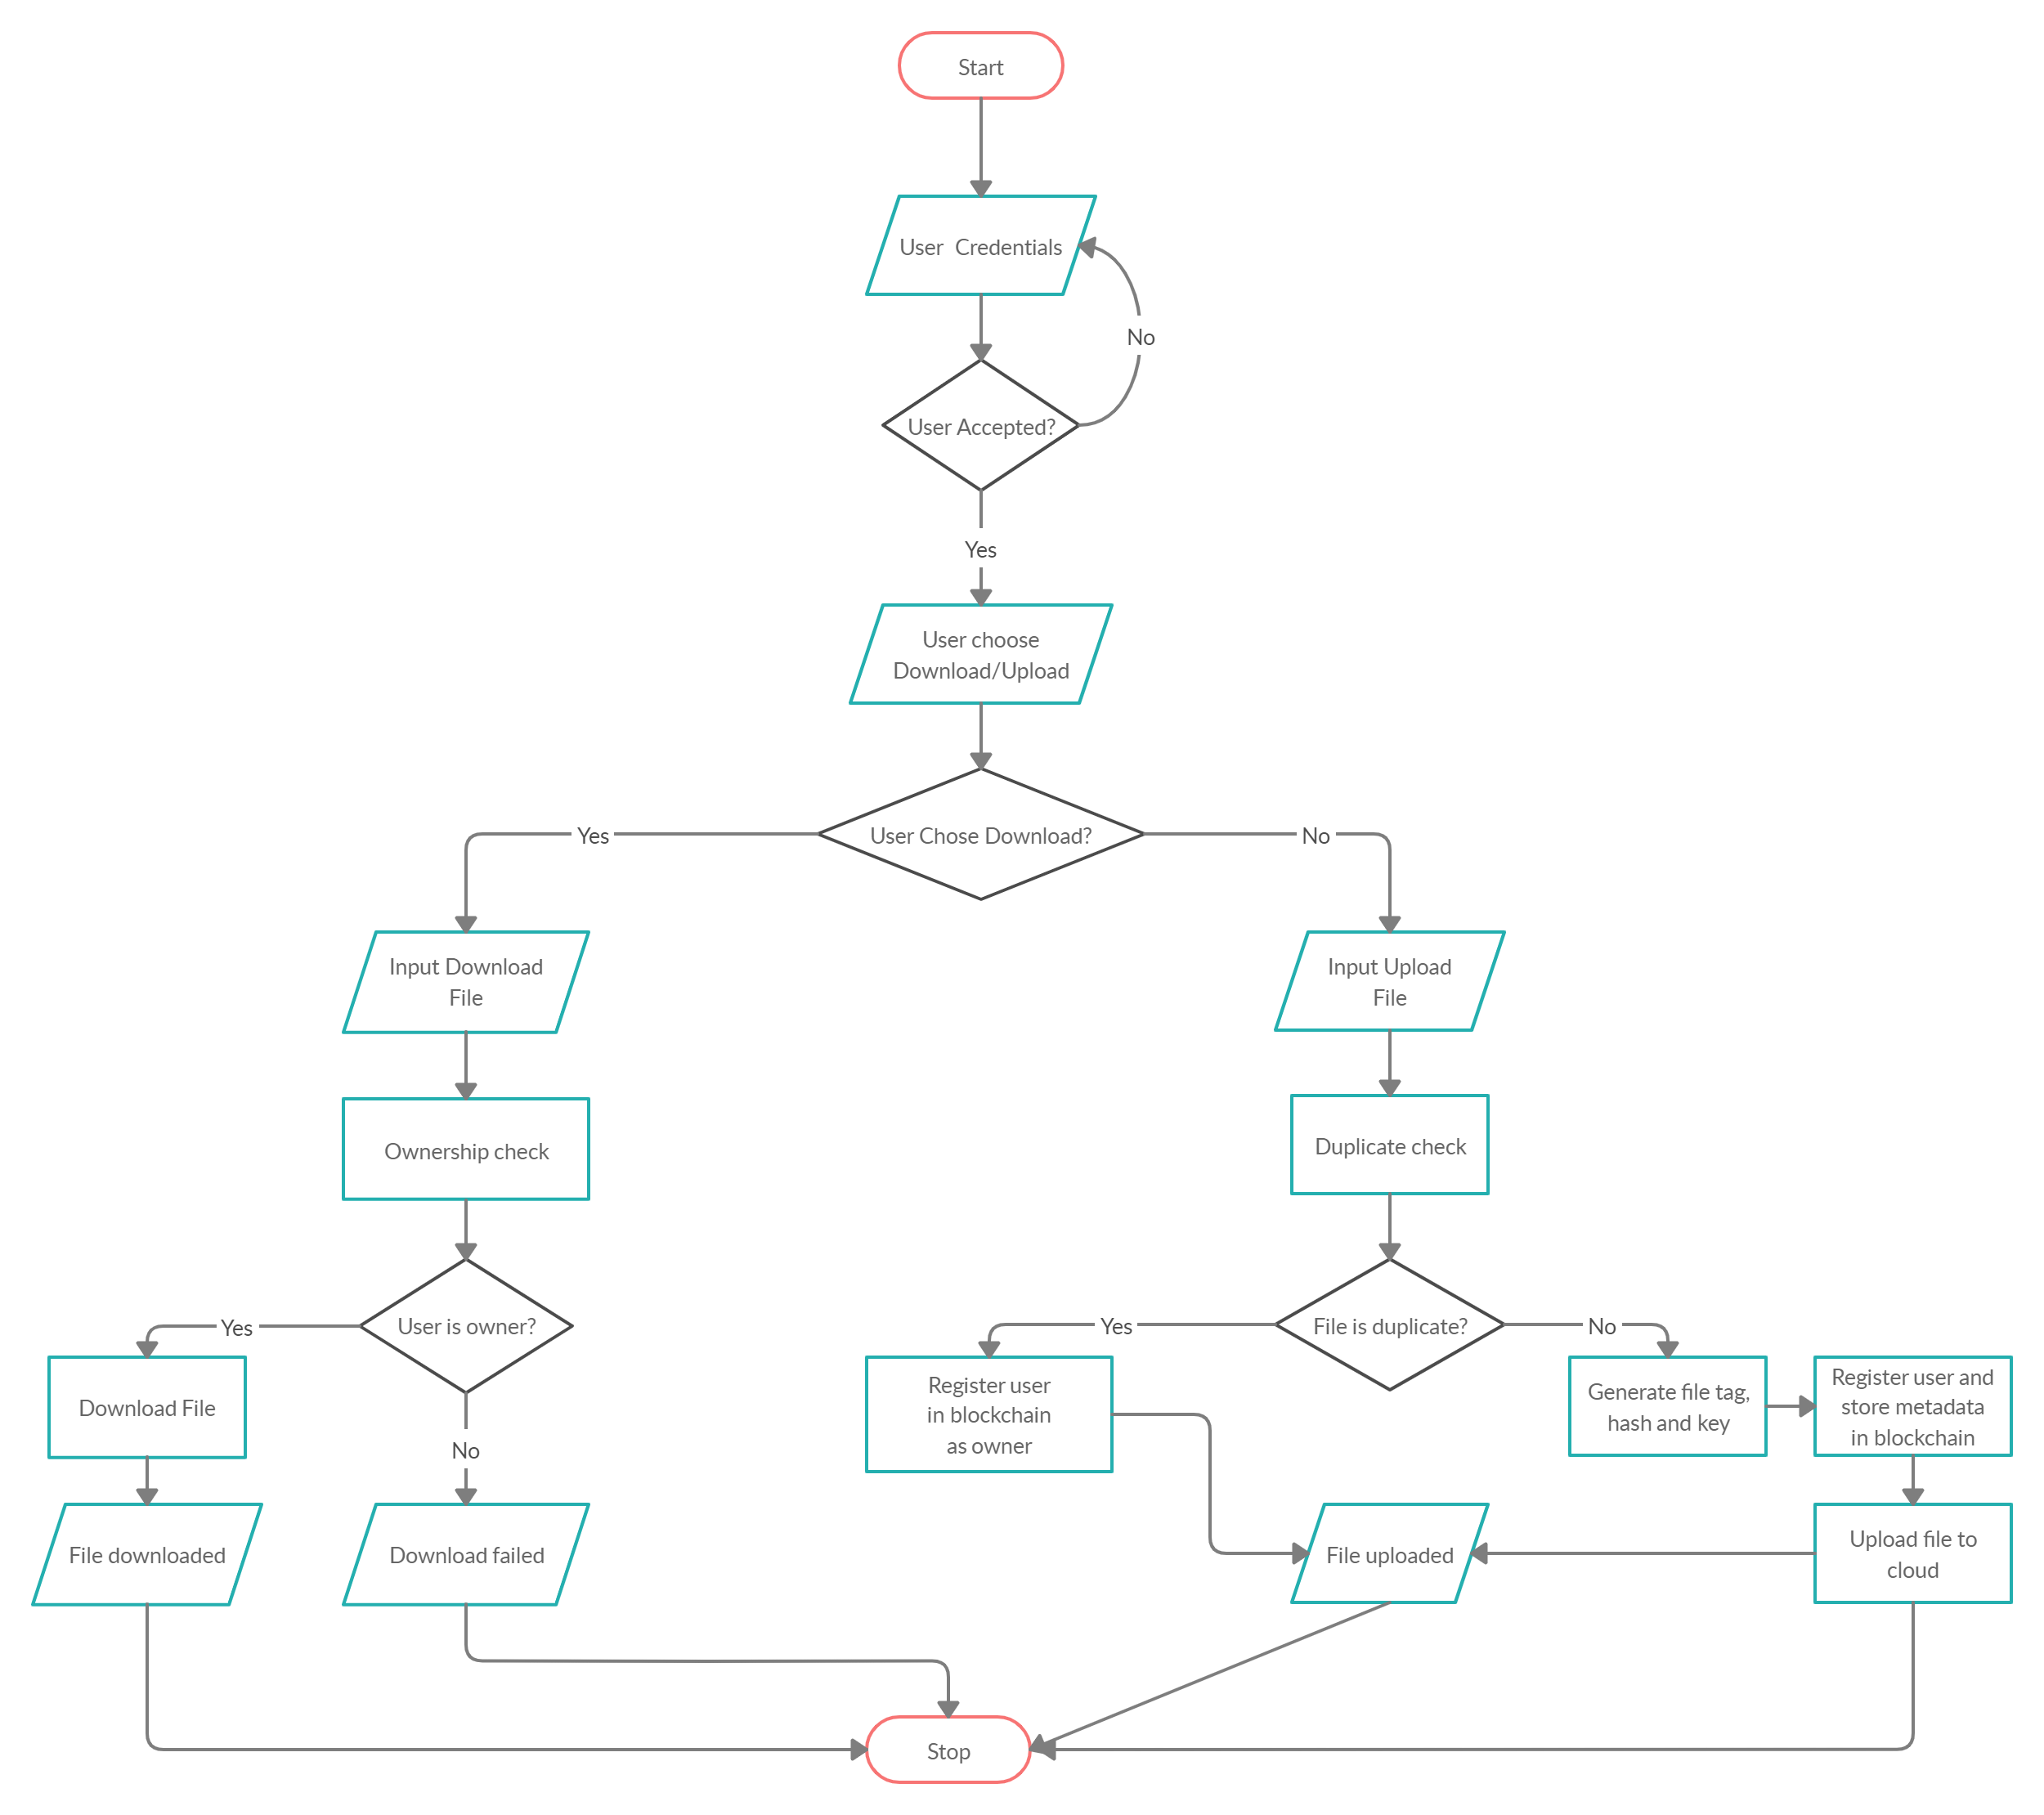 Start
User Credentials
No
User Accepted?
Yes
User choose
Download/Upload
User Chose Download?
Yes
No
Input Download
File
Input Upload
File
Ownership check
Duplicate check
User is owner?
Yes
No
File is duplicate?
Yes
No
Download File
Register user
in blockchain
as owner
Generate file tag,
hash and key
Register user and
store metadata
in blockchain
File downloaded
Download failed
File uploaded
Upload file to
cloud
Stop